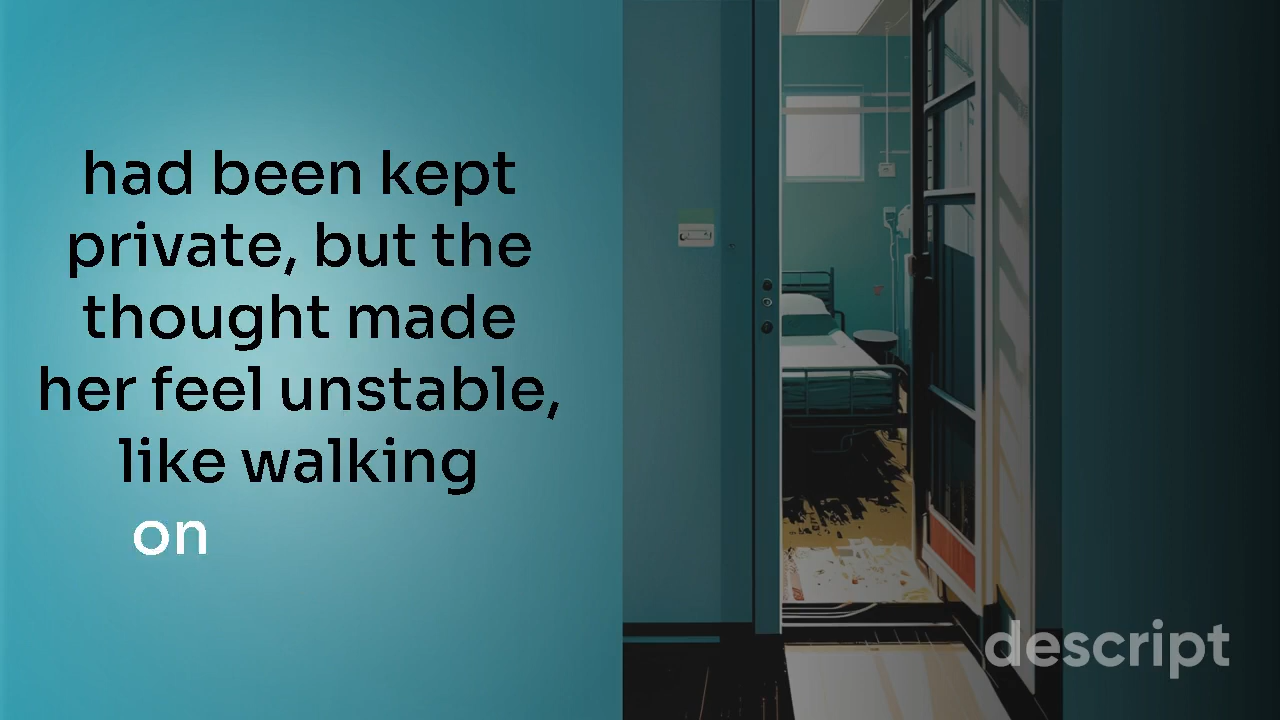 had been kept
private, but the
thought made
her feel unstable,
like walking
on
descript